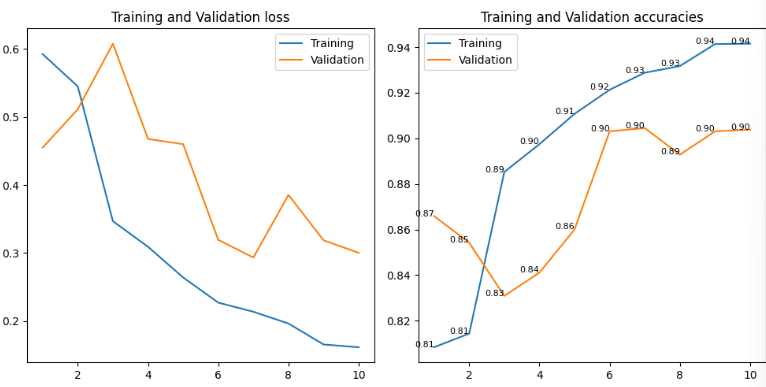 Training and Validation loss
Training
Validation
0.6
0.5
0.4
0.3
0.2
2 4 6 8 10
Training and Validation accuracies
Training
Validation
0.94
0.92
0.90
0.88
0.86
0.84
0.82
0.81 0.81 0.89 0.90 0.91 0.92 0.93 0.93 0.94 0.94
0.87 0.85 0.83 0.84 0.86 0.90 0.90 0.89 0.90 0.90
2 4 6 8 10